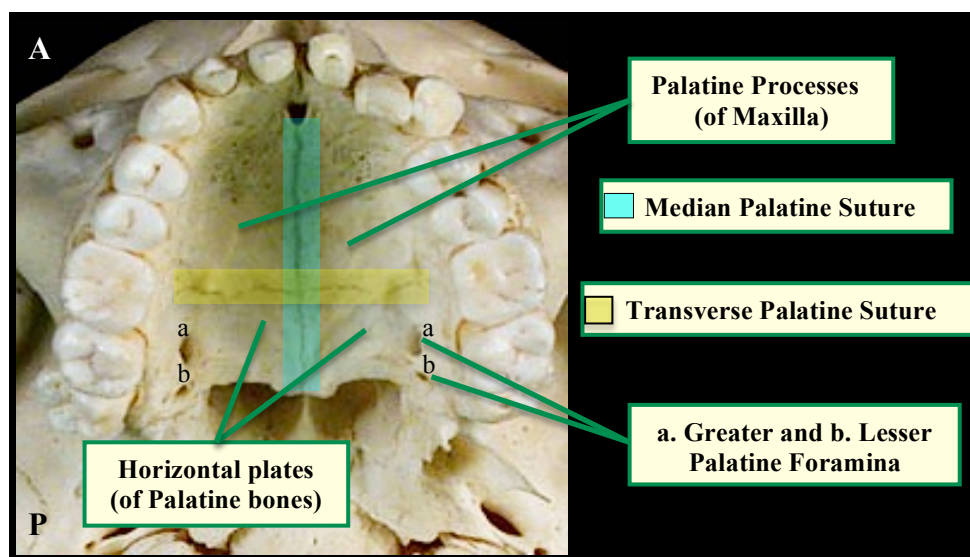 A
Palatine Processes
(of Maxilla)
Median Palatine Suture
Transverse Palatine Suture
a
a
b
b
a. Greater and b. Lesser
Palatine Foramina
Horizontal plates
(of Palatine bones)
P